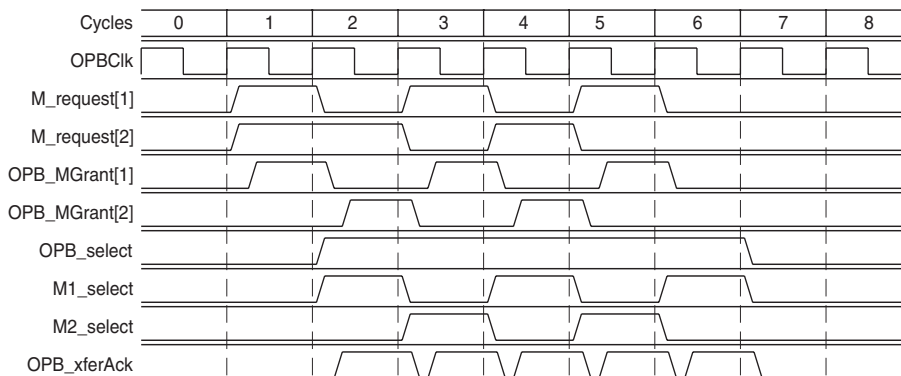 Cycles 0 1 2 3 4 5 6 7 8
OPBClk
M_request[1]
M_request[2]
OPB_MGrant[1]
OPB_MGrant[2]
OPB_select
M1_select
M2_select
OPB_xferAck